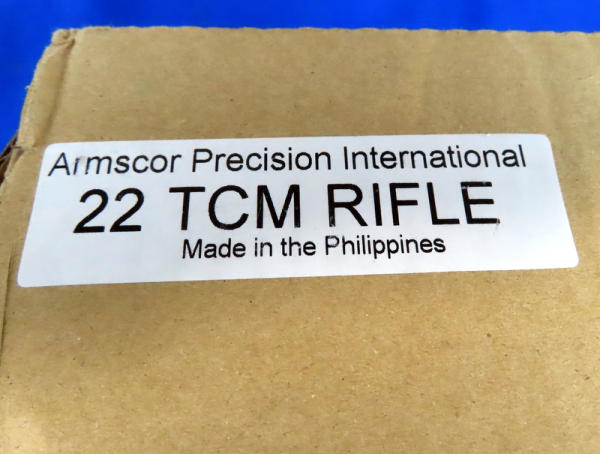 Armscor Precision International
22 TCM RIFLE
Made in the Philippines